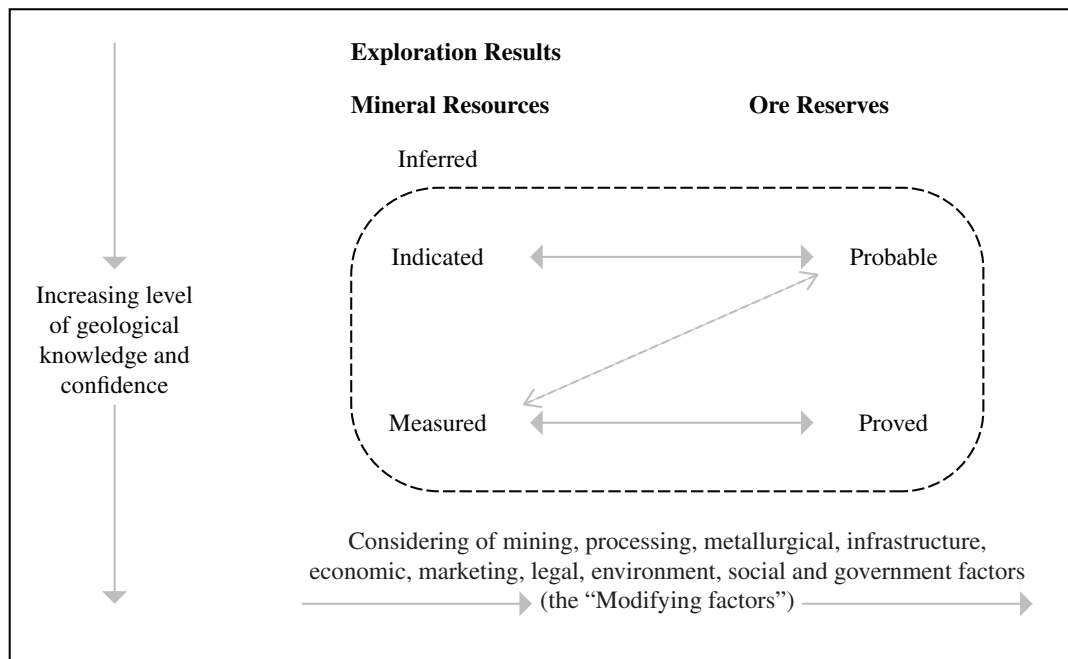 Exploration Results
Mineral Resources
Ore Reserves
Inferred
Indicated
Probable
Increasing level
of geological
knowledge and
confidence
Measured
Proved
Considering of mining, processing, metallurgical, infrastructure,
economic, marketing, legal, environment, social and government factors
(the “Modifying factors”)